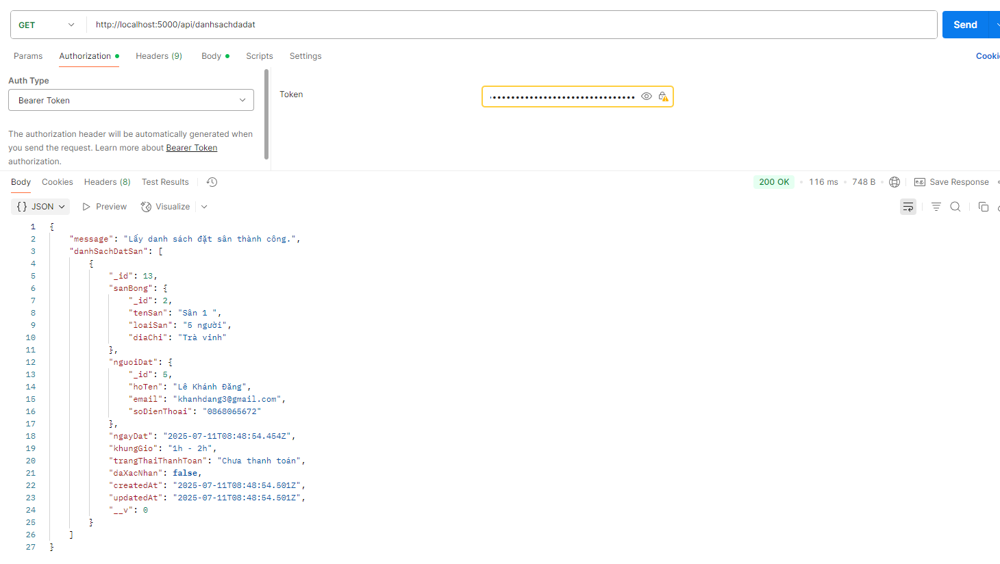 GET http://localhost:5000/api/danhsachdadat Send
Params Authorization Headers (9) Body Scripts Settings Cooki
Auth Type
Bearer Token
Token
The authorization header will be automatically generated when
you send the request. Learn more about Bearer Token
authorization.
Body Cookies Headers (8) Test Results 200 OK 116 ms 748 B e.g. Save Response
{} JSON Preview Visualize
1 {
2 "message": "Lấy danh sách đặt sân thành công.",
3 "danhSachDatSan": [
4 {
5 "_id": 13,
6 "sanBong": {
7 "_id": 2,
8 "tenSan": "Sân 1 ",
9 "loaiSan": "5 người",
10 "diaChi": "Trà vinh"
11 },
12 "nguoiDat": {
13 "_id": 5,
14 "hoTen": "Lê Khánh Đăng",
15 "email": "khanhdang3@gmail.com",
16 "soDienThoai": "0868065672"
17 },
18 "ngayDat": "2025-07-11T08:48:54.454Z",
19 "khungGio": "1h - 2h",
20 "trangThaiThanhToan": "Chưa thanh toán",
21 "daXacNhan": false,
22 "createdAt": "2025-07-11T08:48:54.501Z",
23 "updatedAt": "2025-07-11T08:48:54.501Z",
24 "__v": 0
25 }
26 ]
27 }